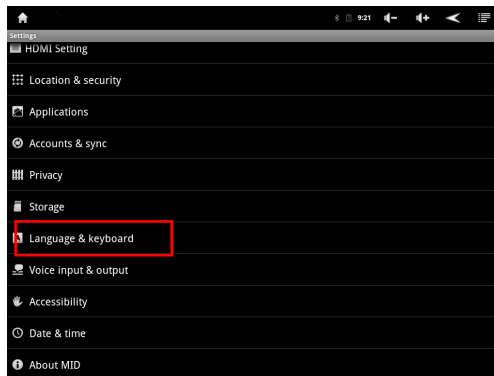 9:21
Settings
HDMI Setting
Location & security
Applications
Accounts & sync
Privacy
Storage
Language & keyboard
Voice input & output
Accessibility
Date & time
About MID